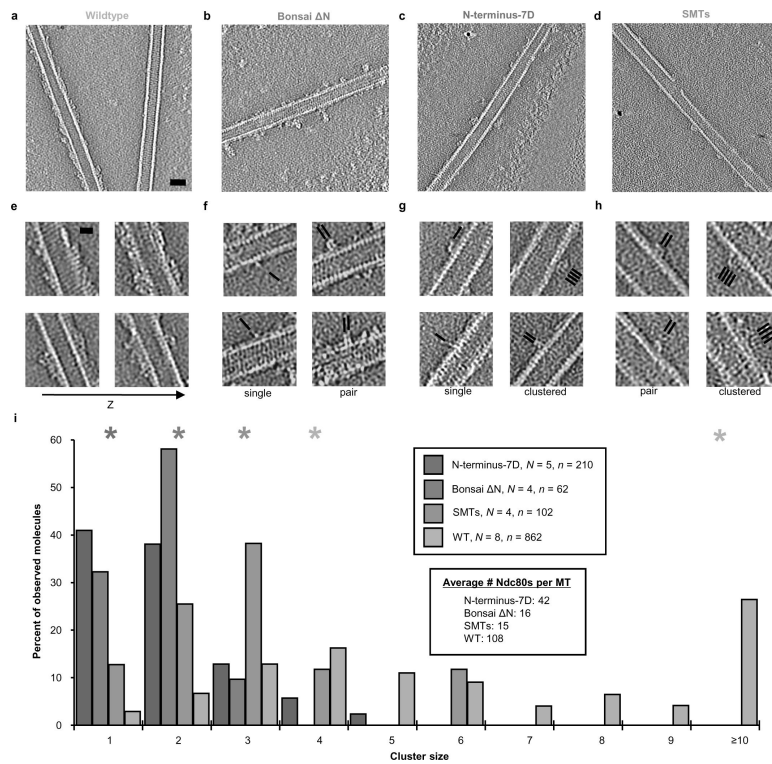 a Wildtype b Bonsai ΔN c N-terminus-7D d SMTs
e f g h
single pair single clustered pair clustered
Z
i
* * * * *
60
50
40
30
20
10
0
Percent of observed molecules
N-terminus-7D, N = 5, n = 210
Bonsai ΔN, N = 4, n = 62
SMTs, N = 4, n = 102
WT, N = 8, n = 862
Average # Ndc80s per MT
N-terminus-7D: 42
Bonsai ΔN: 16
SMTs: 15
WT: 108
1 2 3 4 5 6 7 8 9 ≥10
Cluster size